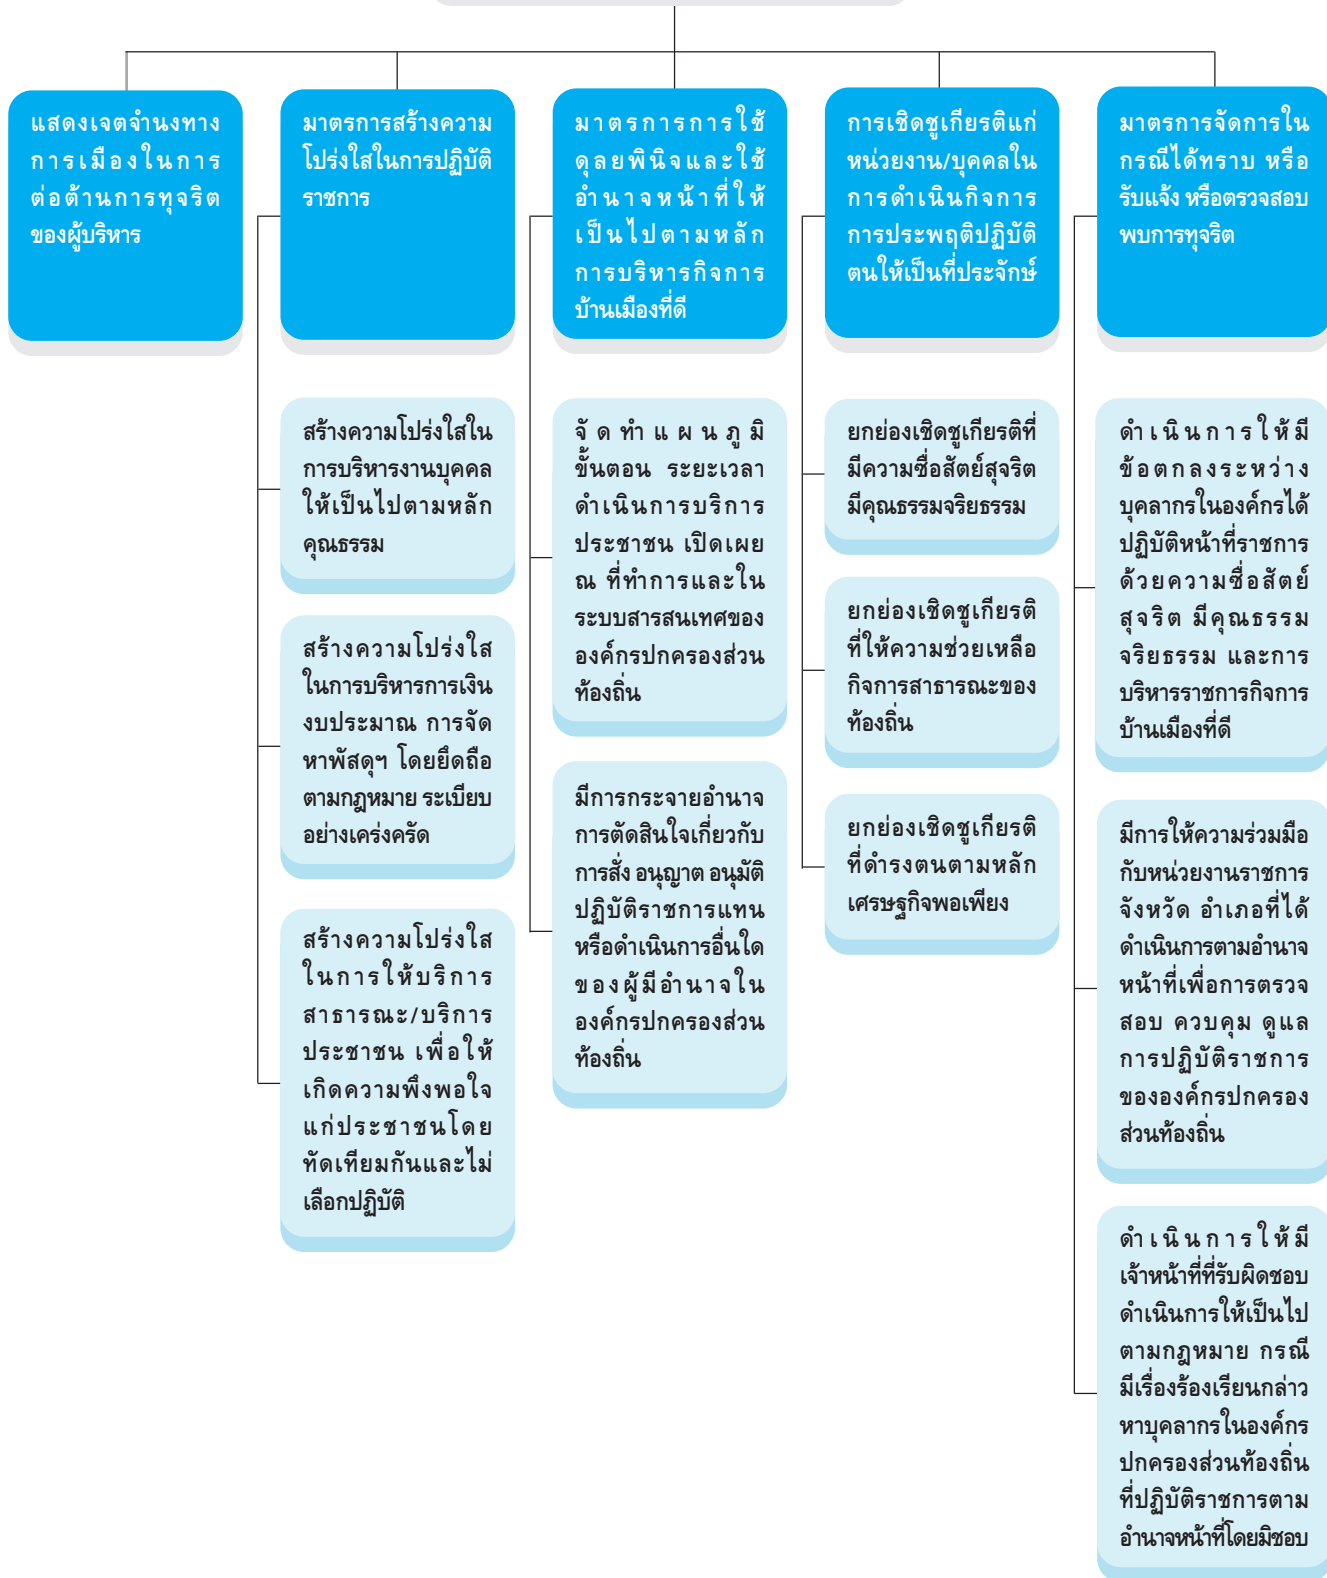 แสดงเจตจำนงทาง
การเมืองในการ
ต่อต้านการทุจริต
ของผู้บริหาร
มาตรการสร้างความ
โปร่งใสในการปฏิบัติ
ราชการ
สร้างความโปร่งใสใน
การบริหารงานบุคคล
ให้เป็นไปตามหลัก
คุณธรรม
สร้างความโปร่งใส
ในการบริหารการเงิน
งบประมาณ การจัด
หาพัสดุฯ โดยยึดถือ
ตามกฎหมาย ระเบียบ
อย่างเคร่งครัด
สร้างความโปร่งใส
ในการให้บริการ
สาธารณะ/บริการ
ประชาชน เพื่อให้
เกิดความพึงพอใจ
แก่ประชาชนโดย
ทัดเทียมกันและไม่
เลือกปฏิบัติ
มาตรการการใช้
ดุลยพินิจและใช้
อำนาจหน้าที่ให้
เป็นไปตามหลัก
การบริหารกิจการ
บ้านเมืองที่ดี
จัดทำแผนภูมิ
ขั้นตอน ระยะเวลา
ดำเนินการบริการ
ประชาชน เปิดเผย
ณ ที่ทำการและใน
ระบบสารสนเทศของ
องค์กรปกครองส่วน
ท้องถิ่น
มีการกระจายอำนาจ
การตัดสินใจเกี่ยวกับ
การสั่ง อนุญาต อนุมัติ
ปฏิบัติราชการแทน
หรือดำเนินการอื่นใด
ของผู้มีอำนาจใน
องค์กรปกครองส่วน
ท้องถิ่น
การเชิดชูเกียรติแก่
หน่วยงาน/บุคคลใน
การดำเนินกิจการ
การประพฤติปฏิบัติ
ตนให้เป็นที่ประจักษ์
ยกย่องเชิดชูเกียรติที่
มีความซื่อสัตย์สุจริต
มีคุณธรรมจริยธรรม
ยกย่องเชิดชูเกียรติ
ที่ให้ความช่วยเหลือ
กิจการสาธารณะของ
ท้องถิ่น
ยกย่องเชิดชูเกียรติ
ที่ดำรงตนตามหลัก
เศรษฐกิจพอเพียง
มาตรการจัดการใน
กรณีได้ทราบ หรือ
รับแจ้ง หรือตรวจสอบ
พบการทุจริต
ดำเนินการให้มี
ข้อตกลงระหว่าง
บุคลากรในองค์กรได้
ปฏิบัติหน้าที่ราชการ
ด้วยความซื่อสัตย์
สุจริต มีคุณธรรม
จริยธรรม และการ
บริหารราชการกิจการ
บ้านเมืองที่ดี
มีการให้ความร่วมมือ
กับหน่วยงานราชการ
จังหวัด อำเภอที่ได้
ดำเนินการตามอำนาจ
หน้าที่เพื่อการตรวจ
สอบ ควบคุม ดูแล
การปฏิบัติราชการ
ขององค์กรปกครอง
ส่วนท้องถิ่น
ดำเนินการให้มี
เจ้าหน้าที่ที่รับผิดชอบ
ดำเนินการให้เป็นไป
ตามกฎหมาย กรณี
มีเรื่องร้องเรียนกล่าว
หาบุคลากรในองค์กร
ปกครองส่วนท้องถิ่น
ที่ปฏิบัติราชการตาม
อำนาจหน้าที่โดยมิชอบ